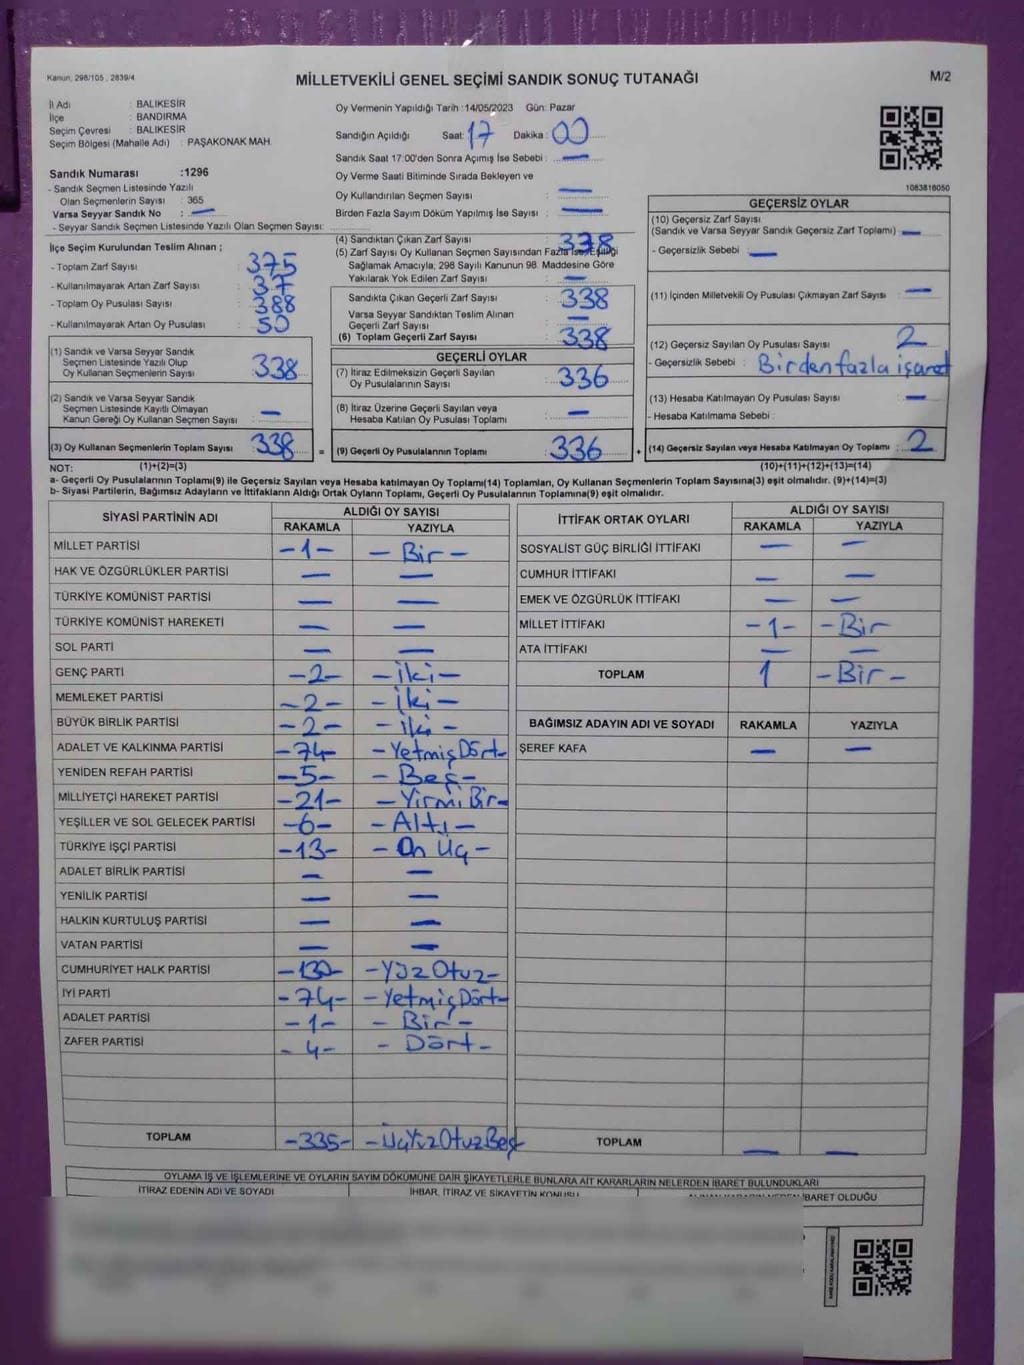 Kanun; 298/105 , 2839/4
MİLLETVEKİLİ GENEL SEÇİMİ SANDIK SONUÇ TUTANAĞI
M/2
İl Adı : BALIKESİR
İlçe : BANDIRMA
Seçim Çevresi : BALIKESİR
Seçim Bölgesi (Mahalle Adı) : PAŞAKONAK MAH.
Oy Vermenin Yapıldığı Tarih :14/05/2023 Gün: Pazar
Sandığın Açıldığı Saat: 17 Dakika : 00
Sandık Saat 17:00'den Sonra Açımış İse Sebebi : —
Oy Verme Saati Bitiminde Sırada Bekleyen ve
Oy Kullandırılan Seçmen Sayısı : —
Birden Fazla Sayım Döküm Yapılmış İse Sayısı : —
1083816050
Sandık Numarası :1296
- Sandık Seçmen Listesinde Yazılı
Olan Seçmenlerin Sayısı : 365
Varsa Seyyar Sandık No : —
- Seyyar Sandık Seçmen Listesinde Yazılı Olan Seçmen Sayısı:
İlçe Seçim Kurulundan Teslim Alınan ;
- Toplam Zarf Sayısı : 375
- Kullanılmayarak Artan Zarf Sayısı : 37
- Toplam Oy Pusulası Sayısı : 388
- Kullanılmayarak Artan Oy Pusulası : 50
(4) Sandıktan Çıkan Zarf Sayısı : 338
(5) Zarf Sayısı Oy Kullanan Seçmen Sayısından Fazla İse, Eşitliği
Sağlamak Amacıyla, 298 Sayılı Kanunun 98. Maddesine Göre
Yakılarak Yok Edilen Zarf Sayısı : —
Sandıkta Çıkan Geçerli Zarf Sayısı : 338
Varsa Seyyar Sandıktan Teslim Alınan
Geçerli Zarf Sayısı : —
(6) Toplam Geçerli Zarf Sayısı : 338
GEÇERSİZ OYLAR
(10) Geçersiz Zarf Sayısı
(Sandık ve Varsa Seyyar Sandık Geçersiz Zarf Toplamı) : —
- Geçersizlik Sebebi : —
(11) İçinden Milletvekili Oy Pusulası Çıkmayan Zarf Sayısı : —
(12) Geçersiz Sayılan Oy Pusulası Sayısı : 2
- Geçersizlik Sebebi : Birden fazla işaret
(13) Hesaba Katılmayan Oy Pusulası Sayısı : —
- Hesaba Katılmama Sebebi :
(14) Geçersiz Sayılan veya Hesaba Katılmayan Oy Toplamı : 2
(1) Sandık ve Varsa Seyyar Sandık
Seçmen Listesinde Yazılı Olup
Oy Kullanan Seçmenlerin Sayısı : 338
(2) Sandık ve Varsa Seyyar Sandık
Seçmen Listesinde Kayıtlı Olmayan
Kanun Gereği Oy Kullanan Seçmen Sayısı : —
(3) Oy Kullanan Seçmenlerin Toplam Sayısı : 338
=
GEÇERLİ OYLAR
(7) İtiraz Edilmeksizin Geçerli Sayılan
Oy Pusulalarının Sayısı : 336
(8) İtiraz Üzerine Geçerli Sayılan veya
Hesaba Katılan Oy Pusulası Toplamı : —
(9) Geçerli Oy Pusulalarının Toplamı : 336
+
NOT: (1)+(2)=(3) (10)+(11)+(12)+(13)=(14)
a- Geçerli Oy Pusulalarının Toplamı(9) ile Geçersiz Sayılan veya Hesaba katılmayan Oy Toplamı(14) Toplamları, Oy Kullanan Seçmenlerin Toplam Sayısına(3) eşit olmalıdır. (9)+(14)=(3)
b- Siyasi Partilerin, Bağımsız Adayların ve İttifakların Aldığı Ortak Oyların Toplamı, Geçerli Oy Pusulalarının Toplamına(9) eşit olmalıdır.
SİYASİ PARTİNİN ADI ALDIĞI OY SAYISI
RAKAMLA YAZIYLA
MİLLET PARTİSİ -1- - Bir -
HAK VE ÖZGÜRLÜKLER PARTİSİ — —
TÜRKİYE KOMÜNİST PARTİSİ — —
TÜRKİYE KOMÜNİST HAREKETİ — —
SOL PARTİ — —
GENÇ PARTİ -2- - iki -
MEMLEKET PARTİSİ -2- - iki -
BÜYÜK BİRLİK PARTİSİ -2- - iki -
ADALET VE KALKINMA PARTİSİ -74- - Yetmiş Dört -
YENİDEN REFAH PARTİSİ -5- - Beş -
MİLLİYETÇİ HAREKET PARTİSİ -21- - Yirmi Bir -
YEŞİLLER VE SOL GELECEK PARTİSİ -6- - Altı -
TÜRKİYE İŞÇİ PARTİSİ -13- - On Üç -
ADALET BİRLİK PARTİSİ — —
YENİLİK PARTİSİ — —
HALKIN KURTULUŞ PARTİSİ — —
VATAN PARTİSİ — —
CUMHURİYET HALK PARTİSİ -130- - Yüz Otuz -
İYİ PARTİ -74- - Yetmiş Dört -
ADALET PARTİSİ -1- - Bir -
ZAFER PARTİSİ -4- - Dört -
TOPLAM -335- - Üçyüz Otuz Beş
İTTİFAK ORTAK OYLARI ALDIĞI OY SAYISI
RAKAMLA YAZIYLA
SOSYALİST GÜÇ BİRLİĞİ İTTİFAKI — —
CUMHUR İTTİFAKI — —
EMEK VE ÖZGÜRLÜK İTTİFAKI — —
MİLLET İTTİFAKI -1- - Bir
ATA İTTİFAKI — —
TOPLAM 1 - Bir -
BAĞIMSIZ ADAYIN ADI VE SOYADI RAKAMLA YAZIYLA
ŞEREF KAFA — —
TOPLAM — —
OYLAMA İŞ VE İŞLEMLERİNE VE OYLARIN SAYIM DÖKÜMÜNE DAİR ŞİKAYETLERLE BUNLARA AİT KARARLARIN NELERDEN İBARET BULUNDUKLARI
İTİRAZ EDENİN ADI VE SOYADI İHBAR, İTİRAZ VE ŞİKAYETİN KONUSU İBARET OLDUĞU